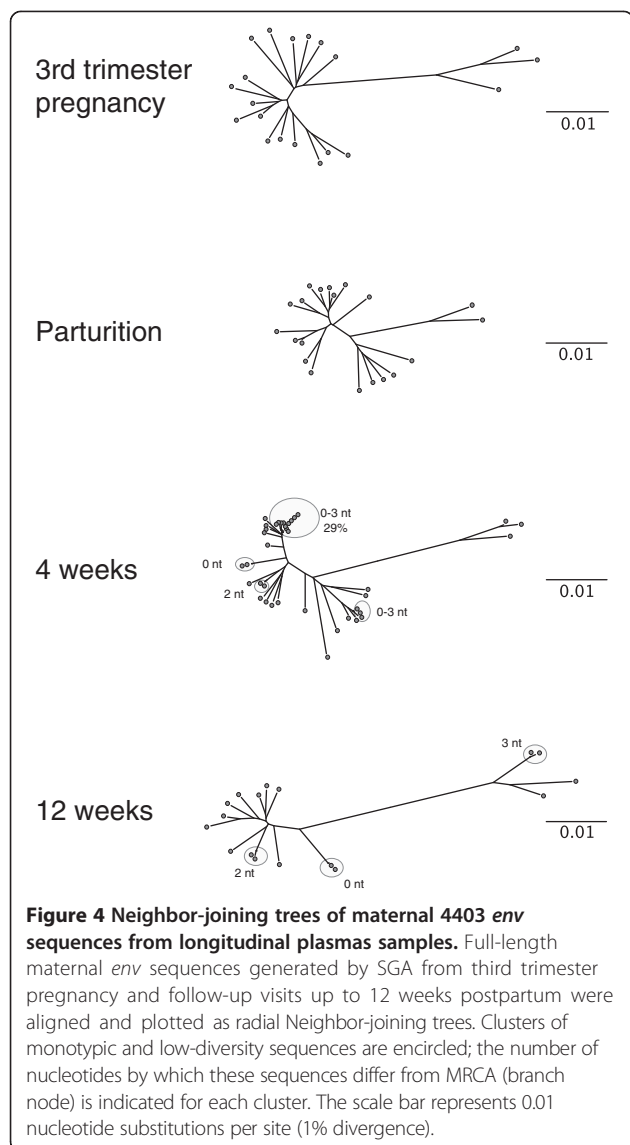 3rd trimester
pregnancy
0.01
Parturition
0.01
4 weeks
0-3 nt
29%
0 nt
2 nt
0-3 nt
0.01
12 weeks
3 nt
2 nt
0 nt
0.01
Figure 4 Neighbor-joining trees of maternal 4403 env
sequences from longitudinal plasmas samples. Full-length
maternal env sequences generated by SGA from third trimester
pregnancy and follow-up visits up to 12 weeks postpartum were
aligned and plotted as radial Neighbor-joining trees. Clusters of
monotypic and low-diversity sequences are encircled; the number of
nucleotides by which these sequences differ from MRCA (branch
node) is indicated for each cluster. The scale bar represents 0.01
nucleotide substitutions per site (1% divergence).